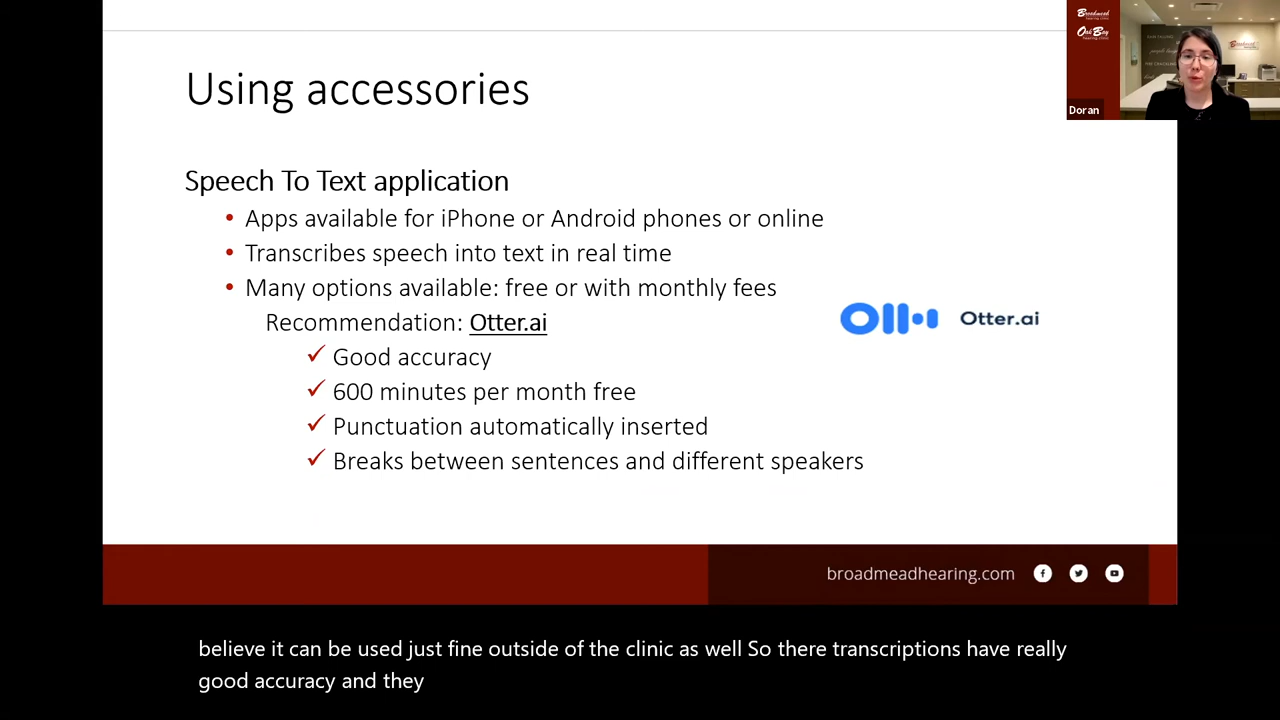 Using accessories
Speech To Text application
• Apps available for iPhone or Android phones or online
• Transcribes speech into text in real time
• Many options available: free or with monthly fees
Recommendation: Otter.ai
✓ Good accuracy
✓ 600 minutes per month free
✓ Punctuation automatically inserted
✓ Breaks between sentences and different speakers
Otter.ai
broadmeadhearing.com
Broadmead
Oak Bay
Doran
believe it can be used just fine outside of the clinic as well So there transcriptions have really
good accuracy and they